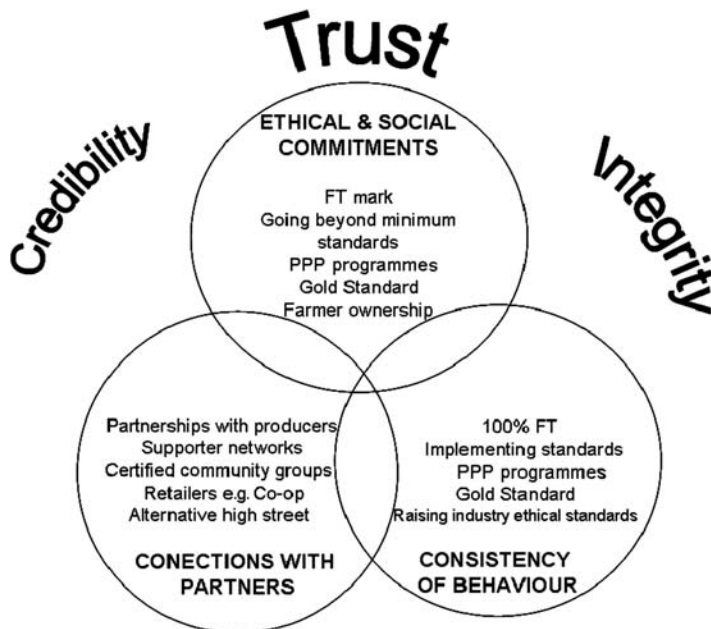 Trust
Credibility
Integrity
ETHICAL & SOCIAL
COMMITMENTS
FT mark
Going beyond minimum
standards
PPP programmes
Gold Standard
Farmer ownership
Partnerships with producers
Supporter networks
Certified community groups
Retailers e.g. Co-op
Alternative high street
CONECTIONS WITH
PARTNERS
100% FT
Implementing standards
PPP programmes
Gold Standard
Raising industry ethical standards
CONSISTENCY
OF BEHAVIOUR